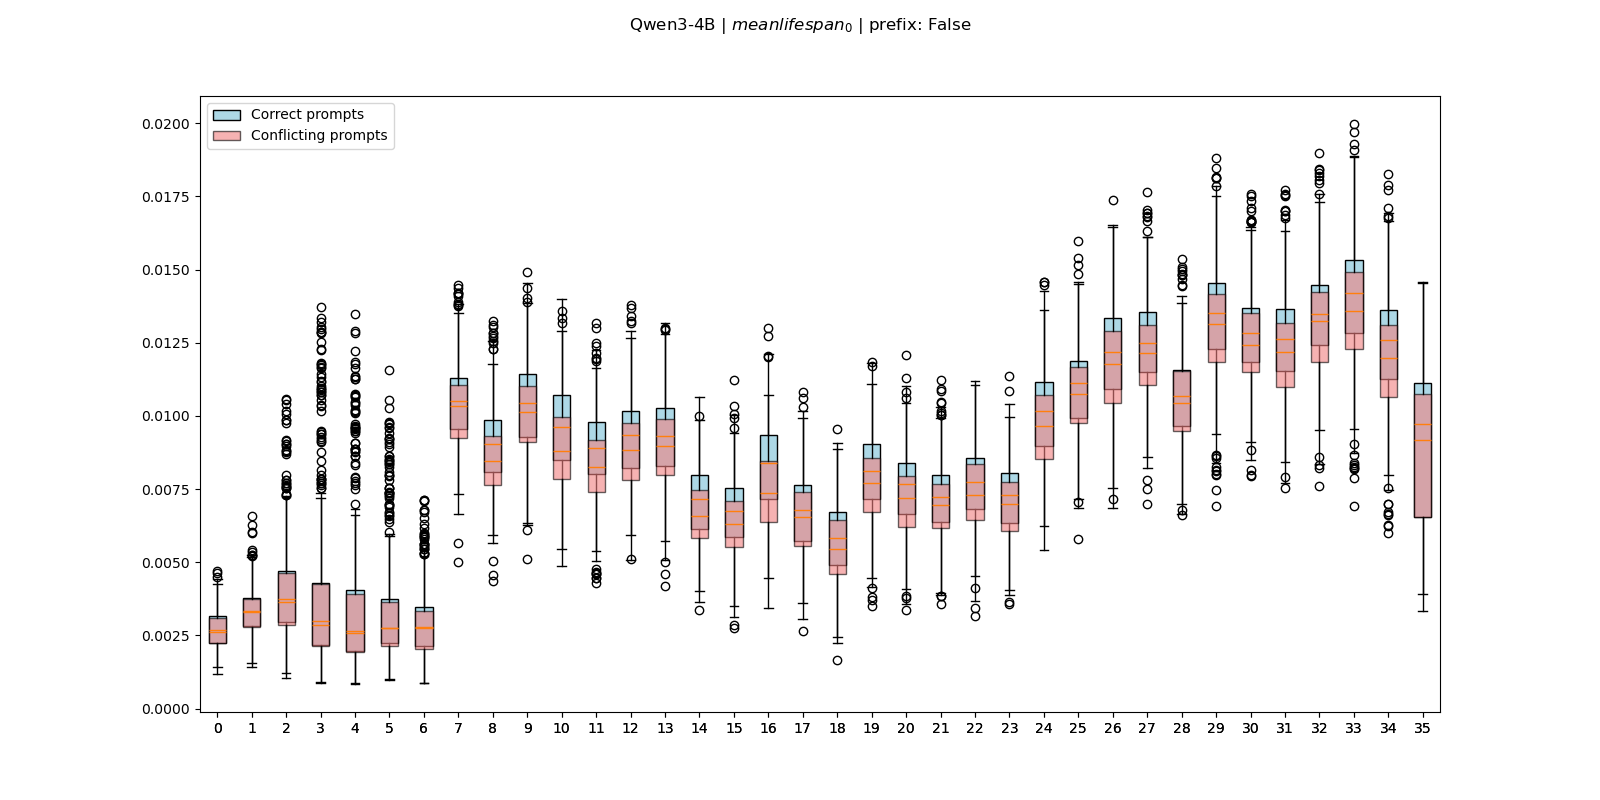 Qwen3-4B | meanlifespan₀ | prefix: False
Correct prompts
Conflicting prompts
0.0200
0.0175
0.0150
0.0125
0.0100
0.0075
0.0050
0.0025
0.0000
0 1 2 3 4 5 6 7 8 9 10 11 12 13 14 15 16 17 18 19 20 21 22 23 24 25 26 27 28 29 30 31 32 33 34 35